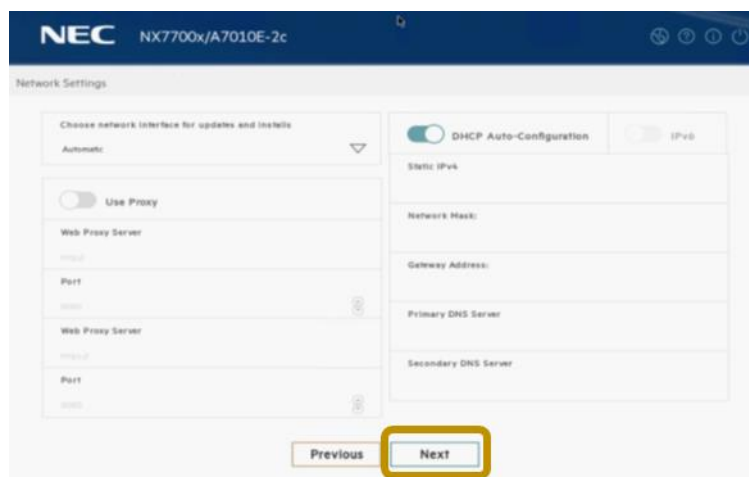 NEC NX7700x/A7010E-2c
Network Settings
Choose network interface for updates and installs
Automatic
Use Proxy
Web Proxy Server
Port
Web Proxy Server
Port
DHCP Auto-Configuration IPv6
Static IPv4
Network Mask:
Gateway Address:
Primary DNS Server
Secondary DNS Server
Previous Next